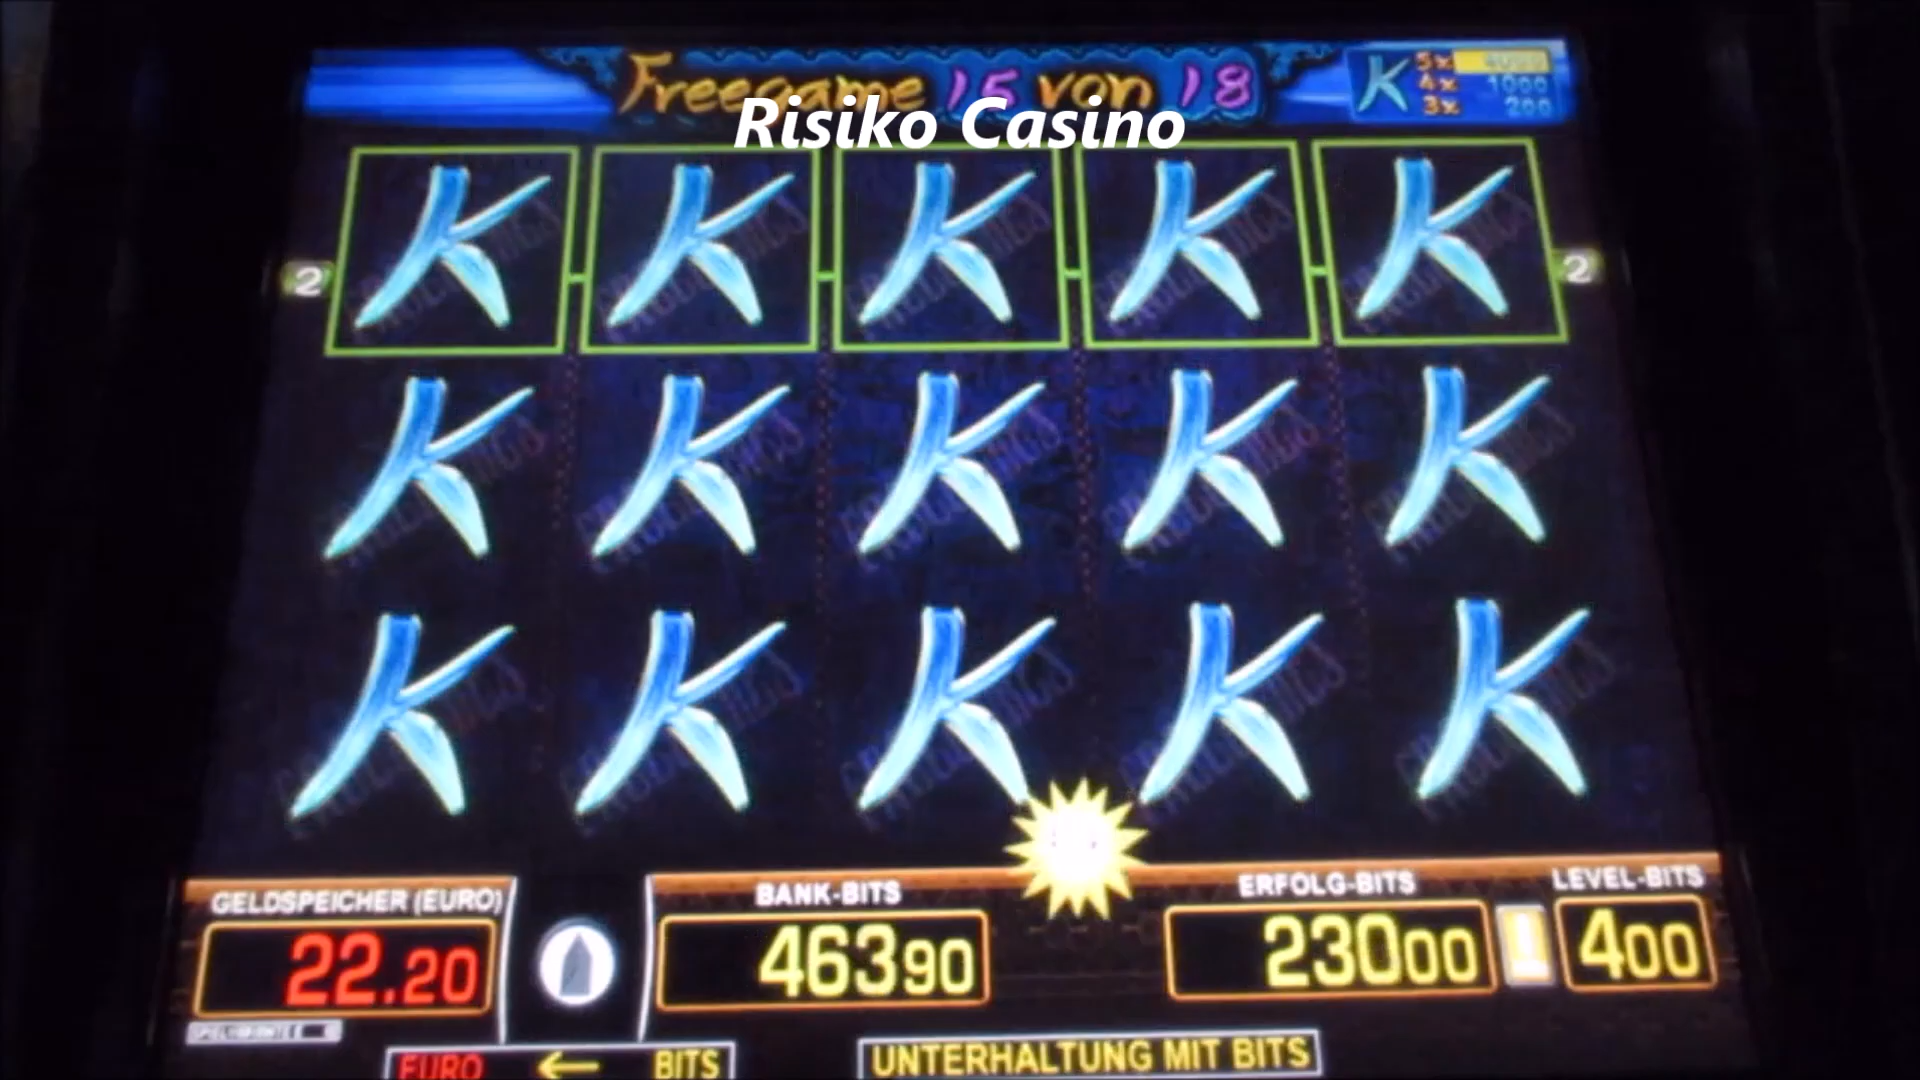 Freegame 15 von 18
Risiko Casino
K 5x
4x 1000
3x 200
K K K K K
2 2
K K K K K
K K K K K
GELDSPEICHER (EURO)
22.20
BANK-BITS
46390
ERFOLG-BITS
23000
LEVEL-BITS
400
EURO ← BITS
UNTERHALTUNG MIT BITS